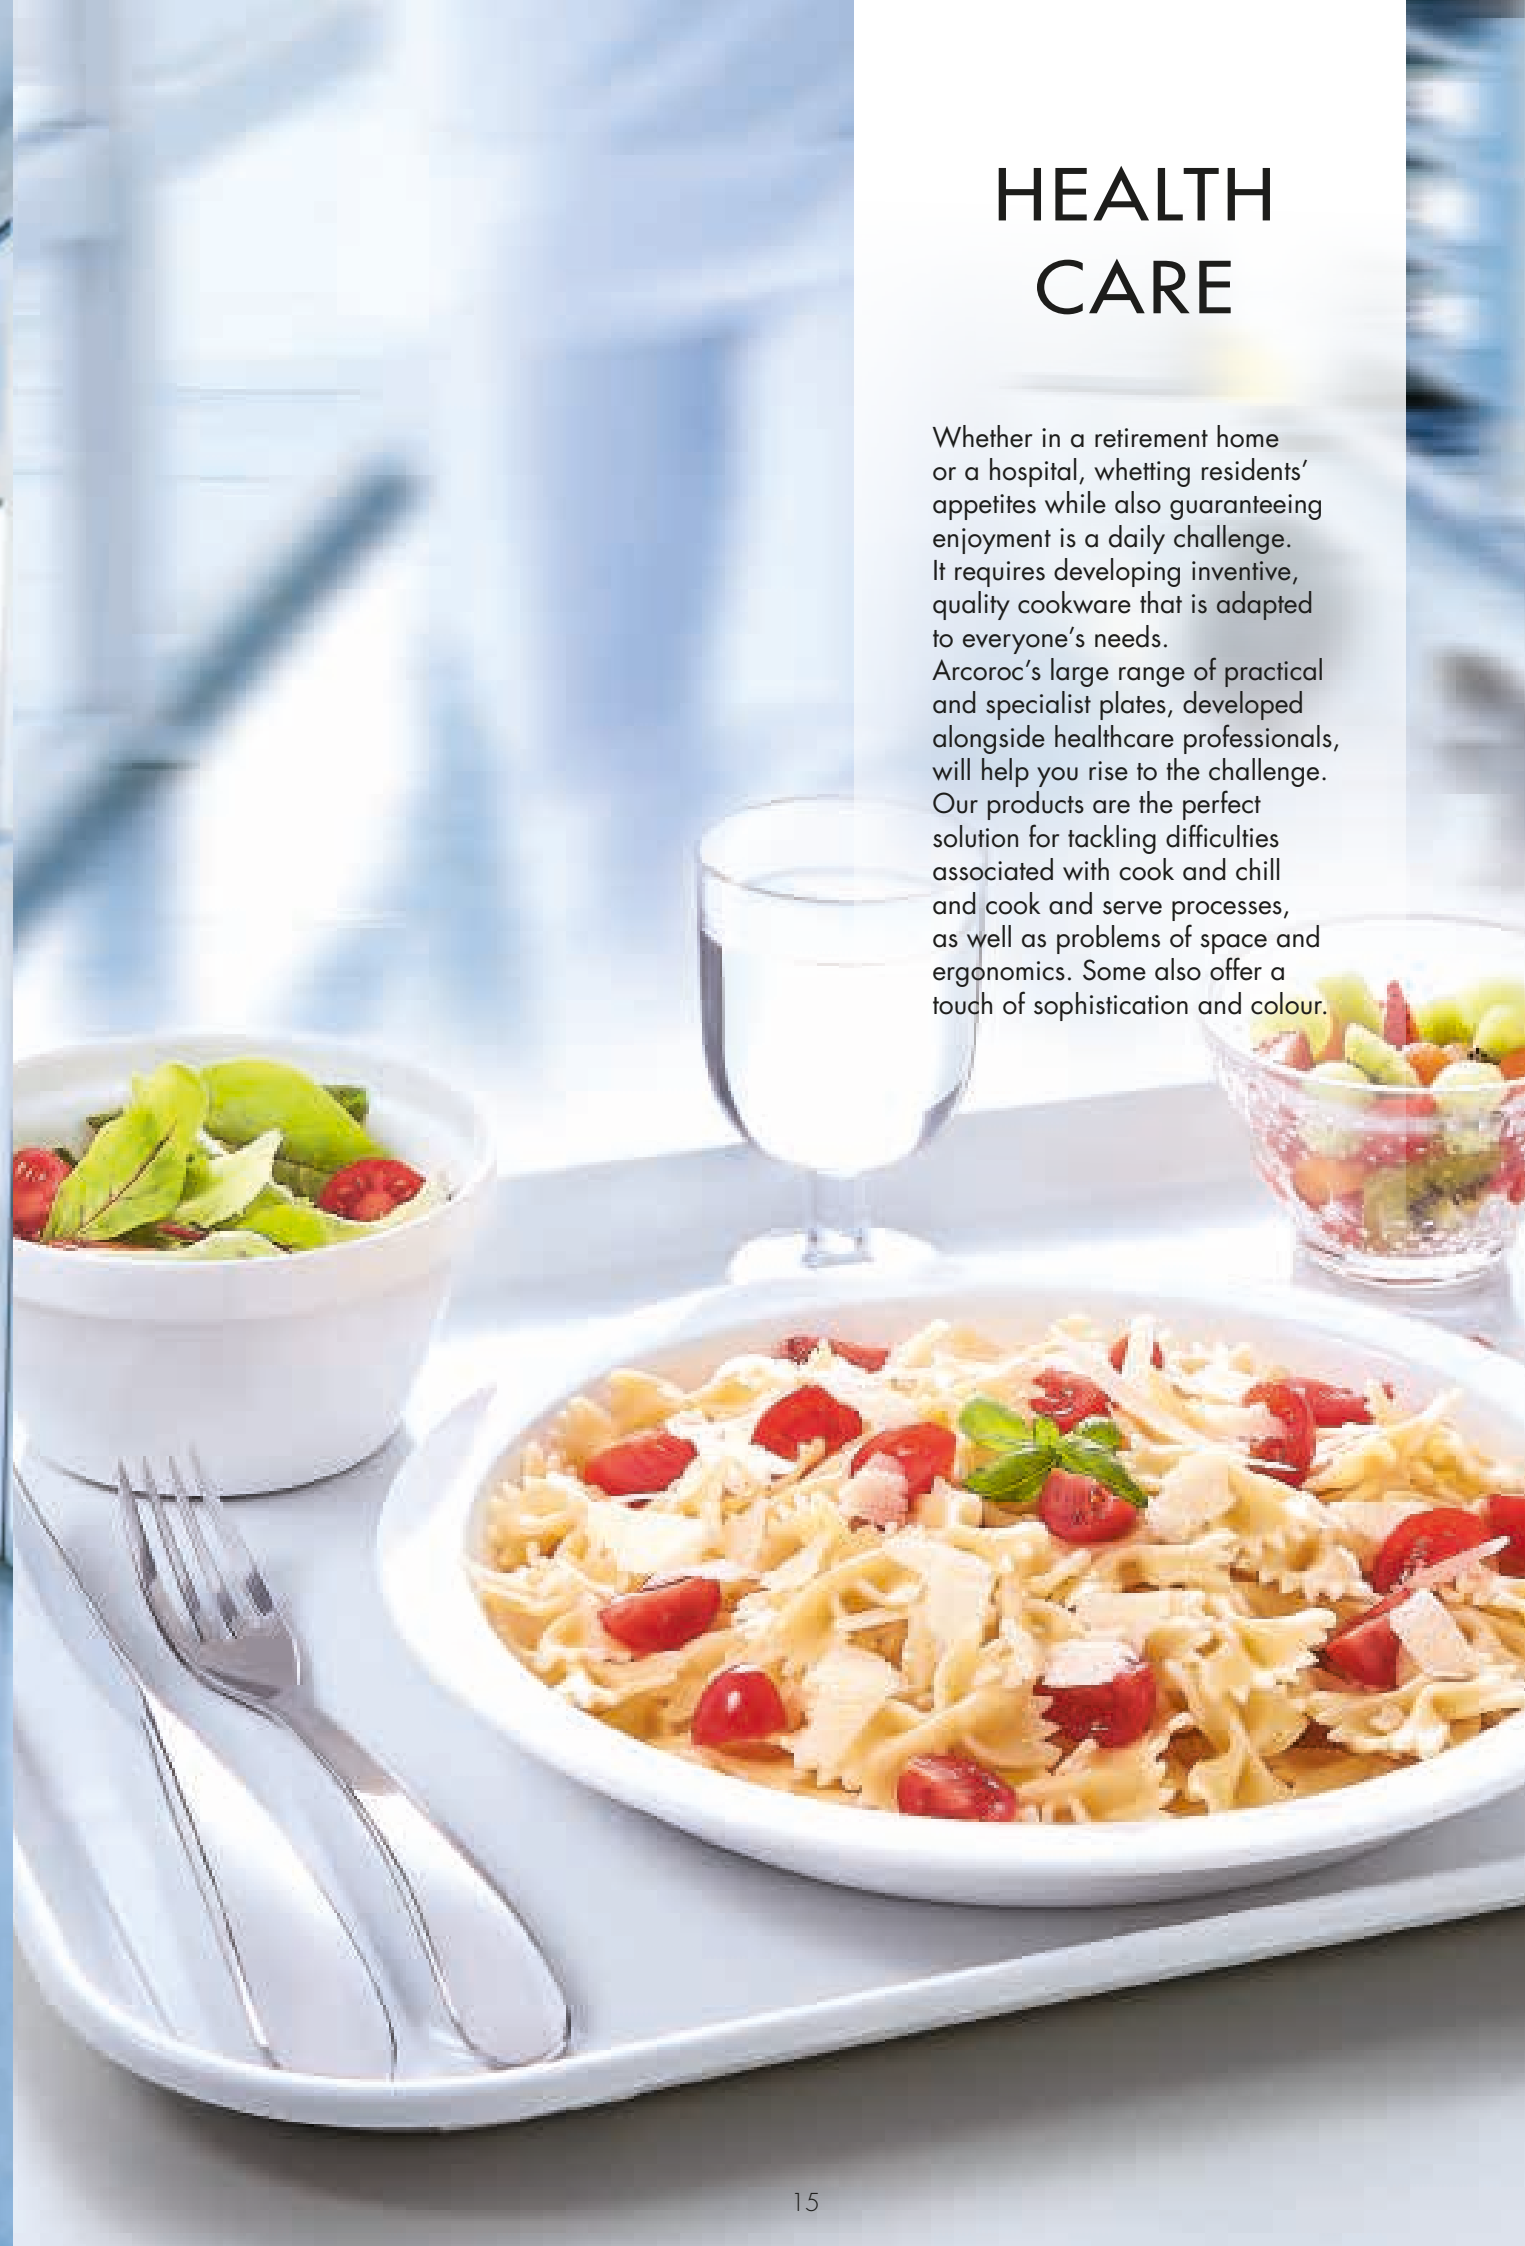 HEALTH
CARE
Whether in a retirement home
or a hospital, whetting residents’
appetites while also guaranteeing
enjoyment is a daily challenge.
It requires developing inventive,
quality cookware that is adapted
to everyone’s needs.
Arcoroc’s large range of practical
and specialist plates, developed
alongside healthcare professionals,
will help you rise to the challenge.
Our products are the perfect
solution for tackling difficulties
associated with cook and chill
and cook and serve processes,
as well as problems of space and
ergonomics. Some also offer a
touch of sophistication and colour.
15